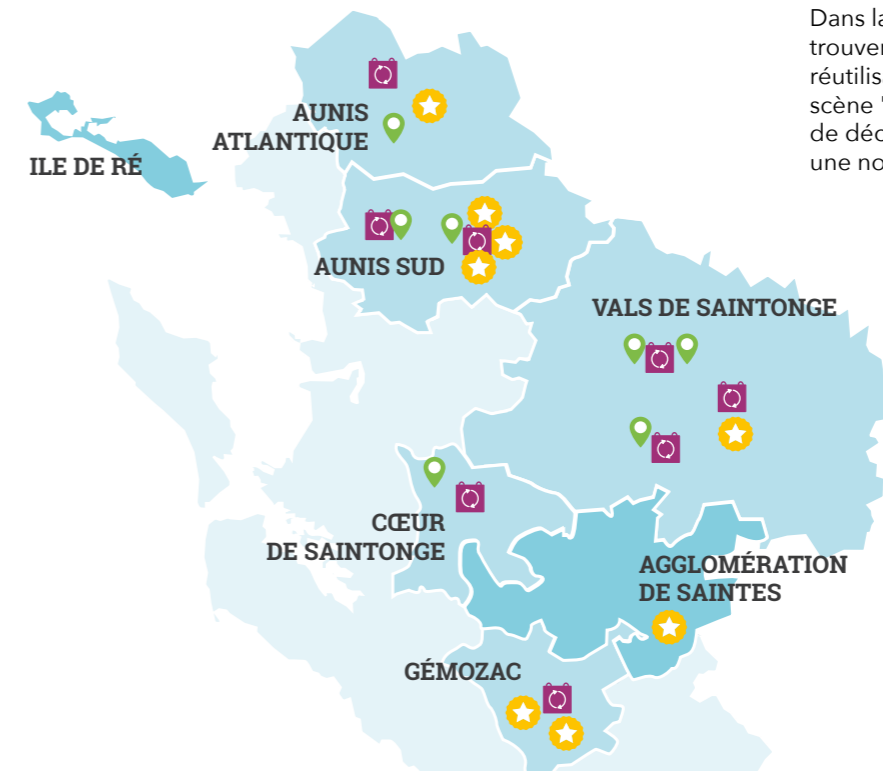 Dans la
trouver
réutilis
scène "
de déc
une no
AUNIS
ATLANTIQUE
ILE DE RÉ
AUNIS SUD
VALS DE SAINTONGE
CŒUR
DE SAINTONGE
AGGLOMÉRATION
DE SAINTES
GÉMOZAC